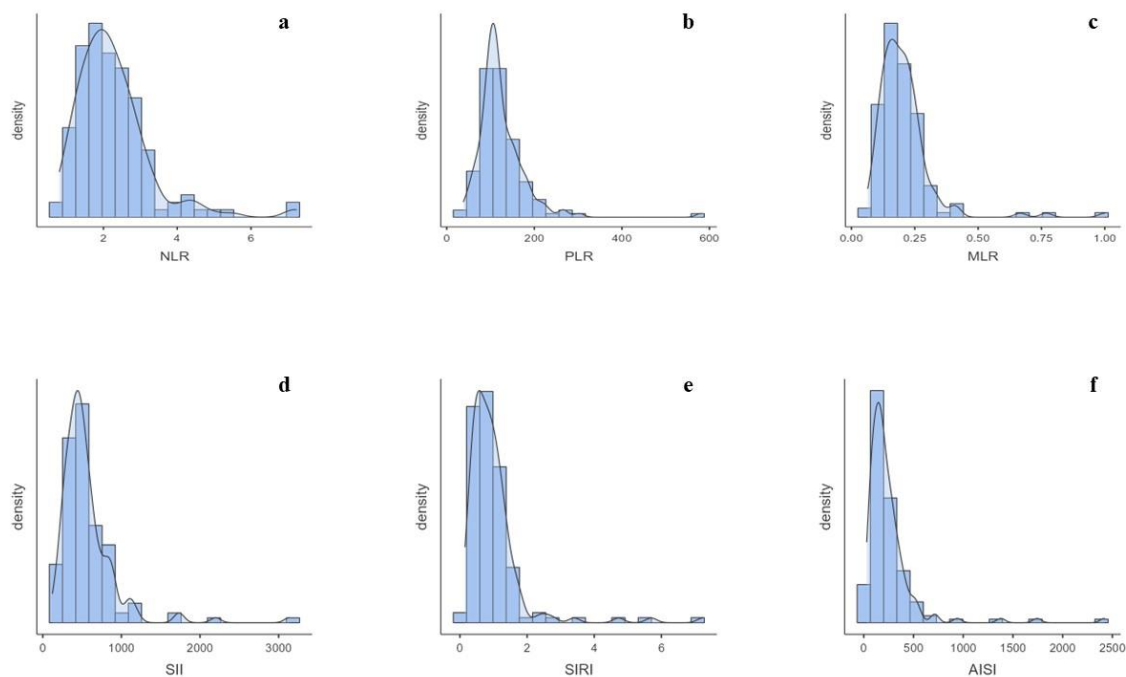 a
density
2 4 6
NLR
b
density
0 200 400 600
PLR
c
density
0.00 0.25 0.50 0.75 1.00
MLR
d
density
0 1000 2000 3000
SII
e
density
0 2 4 6
SIRI
f
density
0 500 1000 1500 2000 2500
AISI